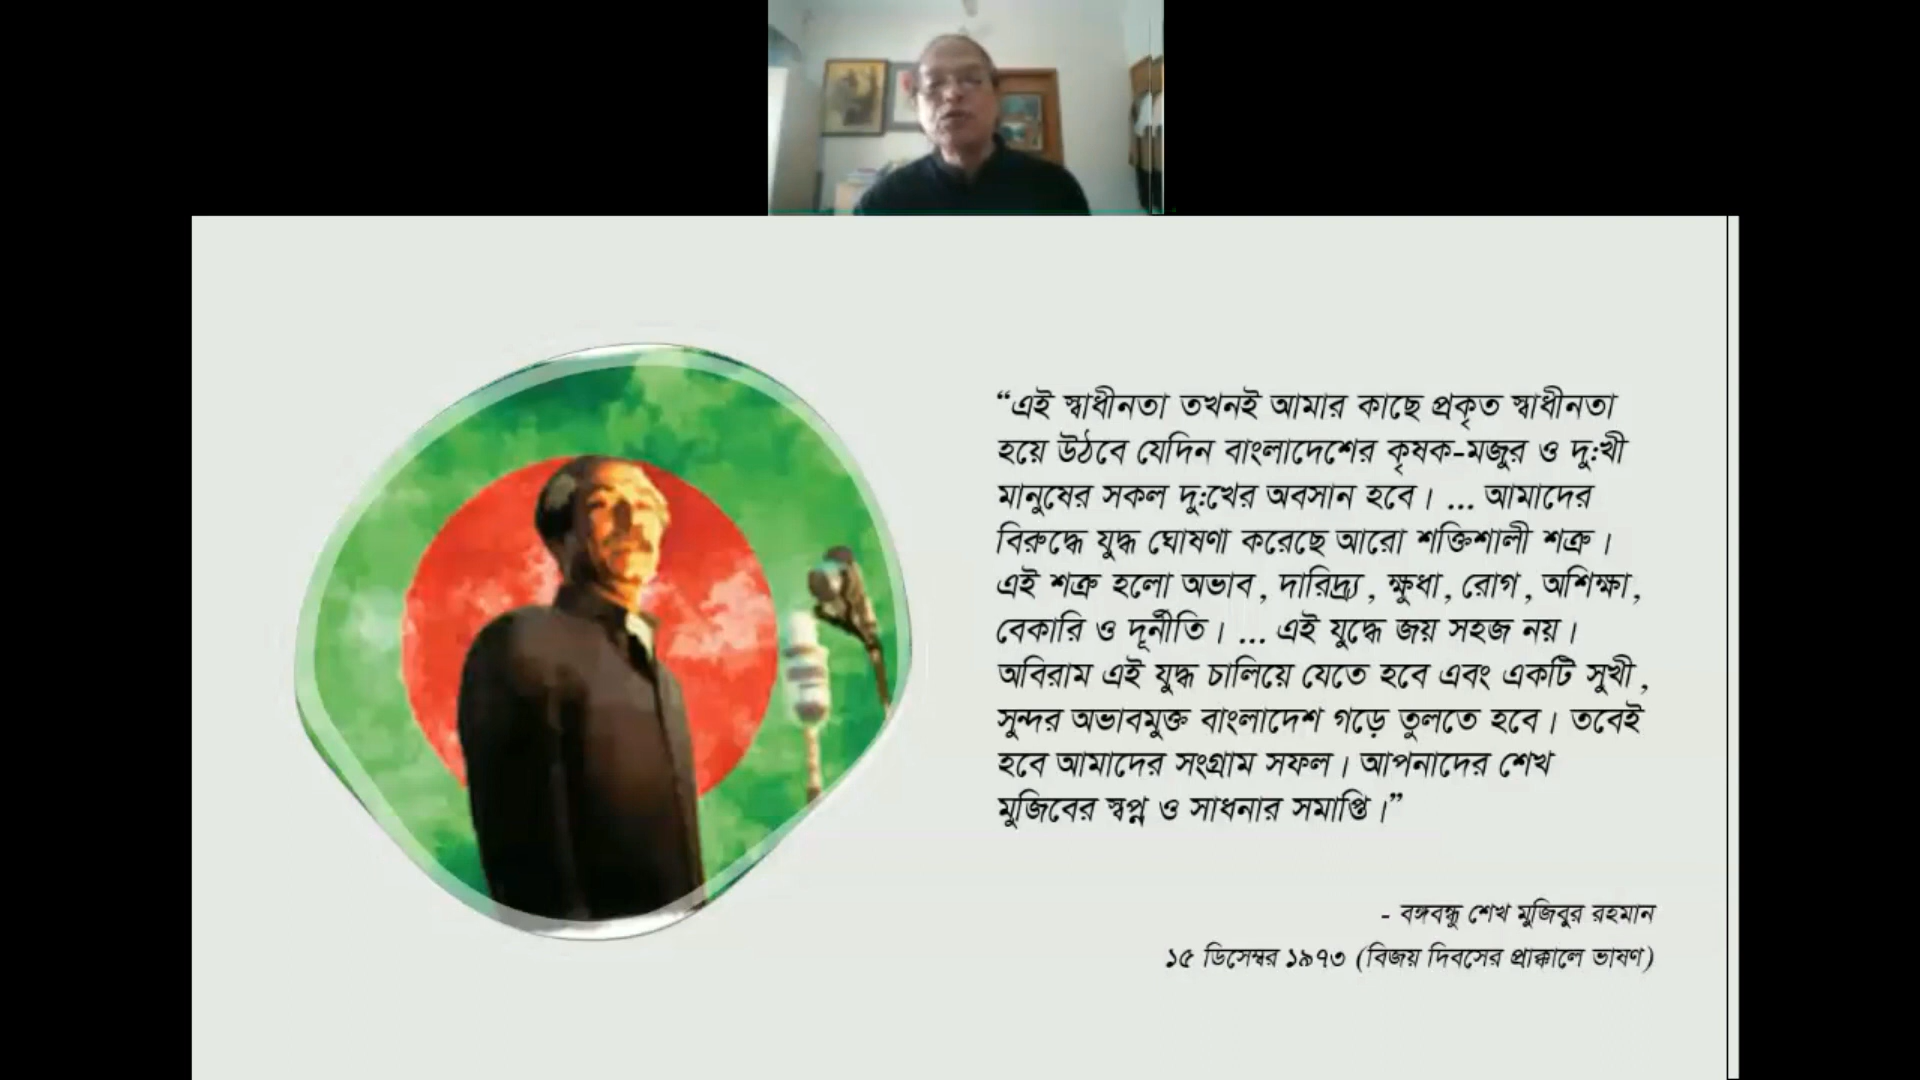 “এই স্বাধীনতা তখনই আমার কাছে প্রকৃত স্বাধীনতা
হয়ে উঠবে যেদিন বাংলাদেশের কৃষক-মজুর ও দু:খী
মানুষের সকল দু:খের অবসান হবে। ... আমাদের
বিরুদ্ধে যুদ্ধ ঘোষণা করেছে আরো শক্তিশালী শত্রু।
এই শত্রু হলো অভাব, দারিদ্র্য, ক্ষুধা, রোগ, অশিক্ষা,
বেকারি ও দূর্নীতি। ... এই যুদ্ধে জয় সহজ নয়।
অবিরাম এই যুদ্ধ চালিয়ে যেতে হবে এবং একটি সুখী,
সুন্দর অভাবমুক্ত বাংলাদেশ গড়ে তুলতে হবে। তবেই
হবে আমাদের সংগ্রাম সফল। আপনাদের শেখ
মুজিবের স্বপ্ন ও সাধনার সমাপ্তি।”
- বঙ্গবন্ধু শেখ মুজিবুর রহমান
১৫ ডিসেম্বর ১৯৭৩ (বিজয় দিবসের প্রাক্কালে ভাষণ)